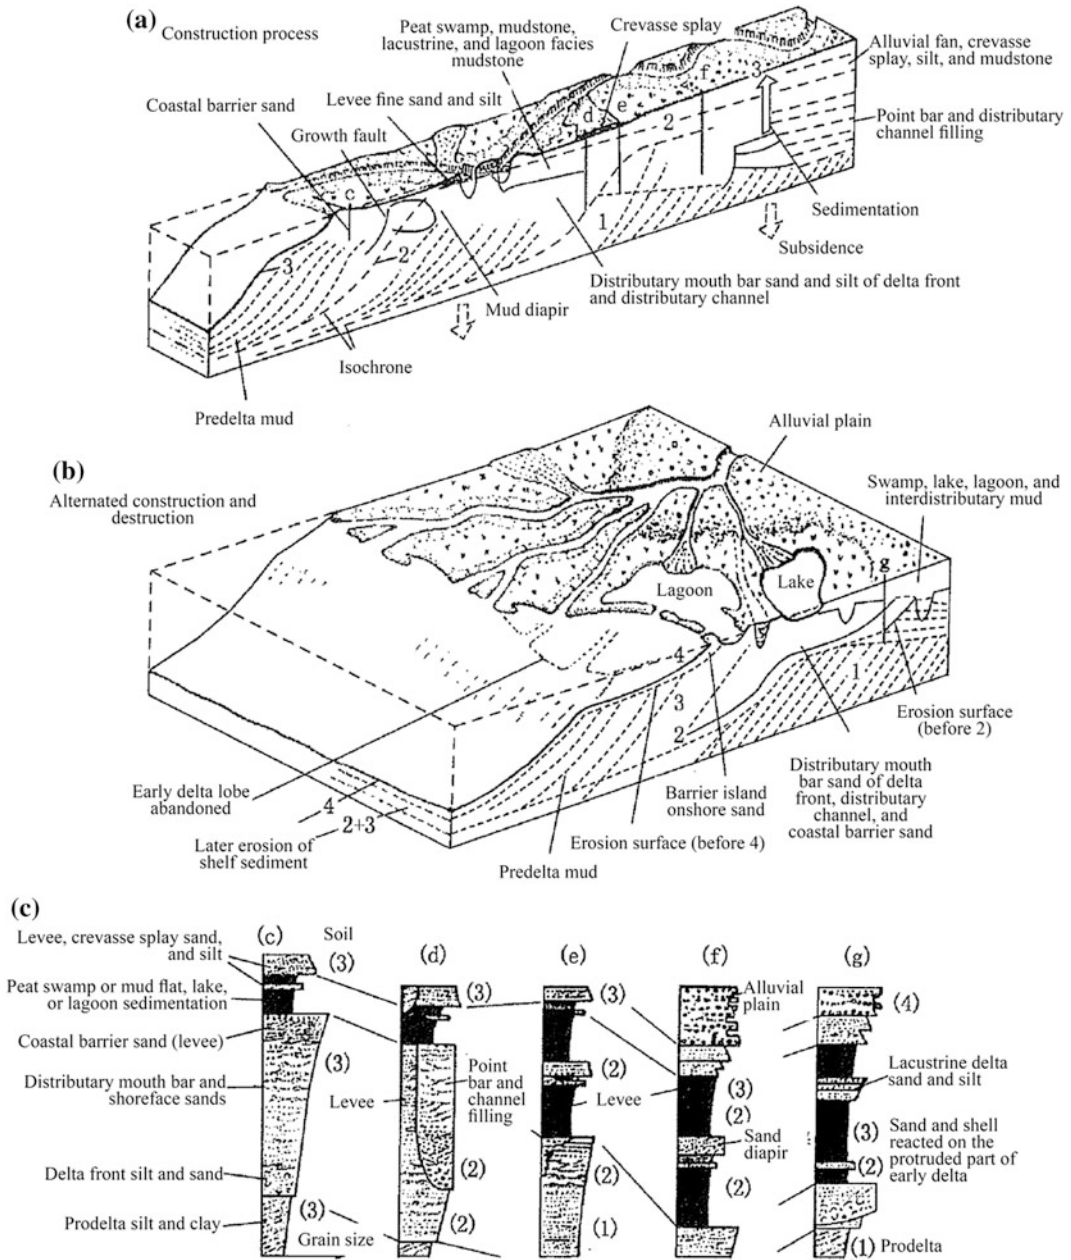 (a)
Construction process
Peat swamp, mudstone,
lacustrine, and lagoon facies
mudstone
Crevasse splay
Alluvial fan, crevasse
splay, silt, and mudstone
Coastal barrier sand
Levee fine sand and silt
Growth fault
Point bar and distributary
channel filling
f
3
e
d
2
c
1
Sedimentation
Subsidence
2
3
Distributary mouth bar sand and silt of delta front
and distributary channel
Mud diapir
Isochrone
Predelta mud
(b)
Alternated construction and
destruction
Alluvial plain
Swamp, lake, lagoon, and
interdistributary mud
g
Lagoon
Lake
4
1
3
2
Erosion surface
(before 2)
Early delta lobe
abandoned
4
2+3
Later erosion of
shelf sediment
Barrier island
onshore sand
Distributary mouth
bar sand of delta
front, distributary
channel, and
coastal barrier sand
Erosion surface (before 4)
Predelta mud
(c)
Levee, crevasse splay sand,
and silt
Peat swamp or mud flat, lake,
or lagoon sedimentation
Coastal barrier sand (levee)
Distributary mouth bar and
shoreface sands
Delta front silt and sand
Prodelta silt and clay
(c)
Soil
(3)
(3)
(3)
Grain size
(d)
(3)
Levee
Point
bar and
channel
filling
(2)
(2)
(e)
(3)
(2)
Levee
(2)
(1)
(f)
Alluvial
plain
(3)
(2)
Sand
diapir
(2)
(g)
(4)
Lacustrine delta
sand and silt
(3)
Sand and shell
reacted on the
protruded part of
early delta
(2)
(1) Prodelta